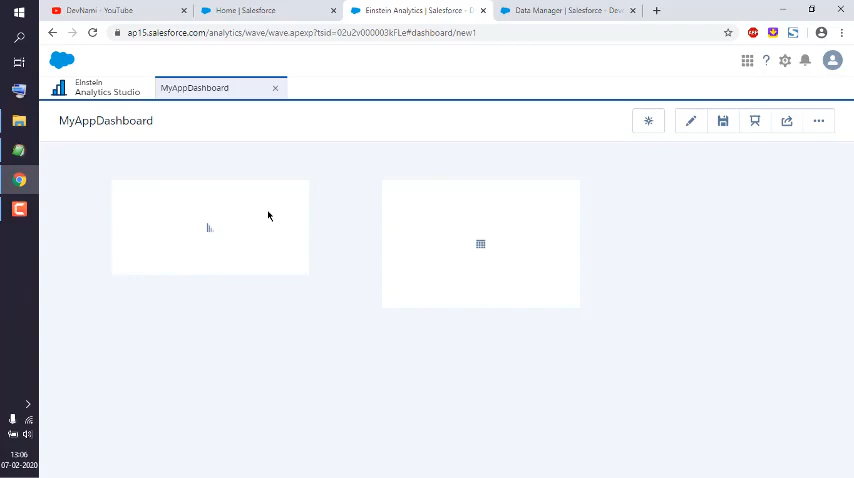 DevNami - YouTube
Home | Salesforce
Einstein Analytics | Salesforce - D
Data Manager | Salesforce - Dev
ap15.salesforce.com/analytics/wave/wave.apexp?tsid=02u2v000003kFLe#dashboard/new1
Einstein
Analytics Studio
MyAppDashboard
MyAppDashboard
13:06
07-02-2020